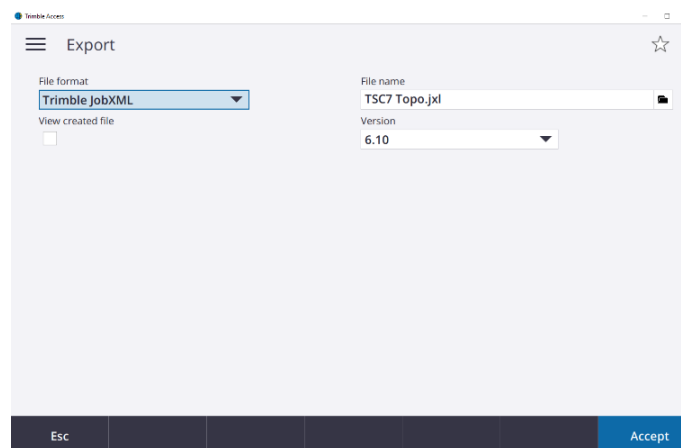 Trimble Access
Export
File format
File name
Trimble JobXML
TSC7 Topo.jxl
View created file
Version
6.10
Esc
Accept